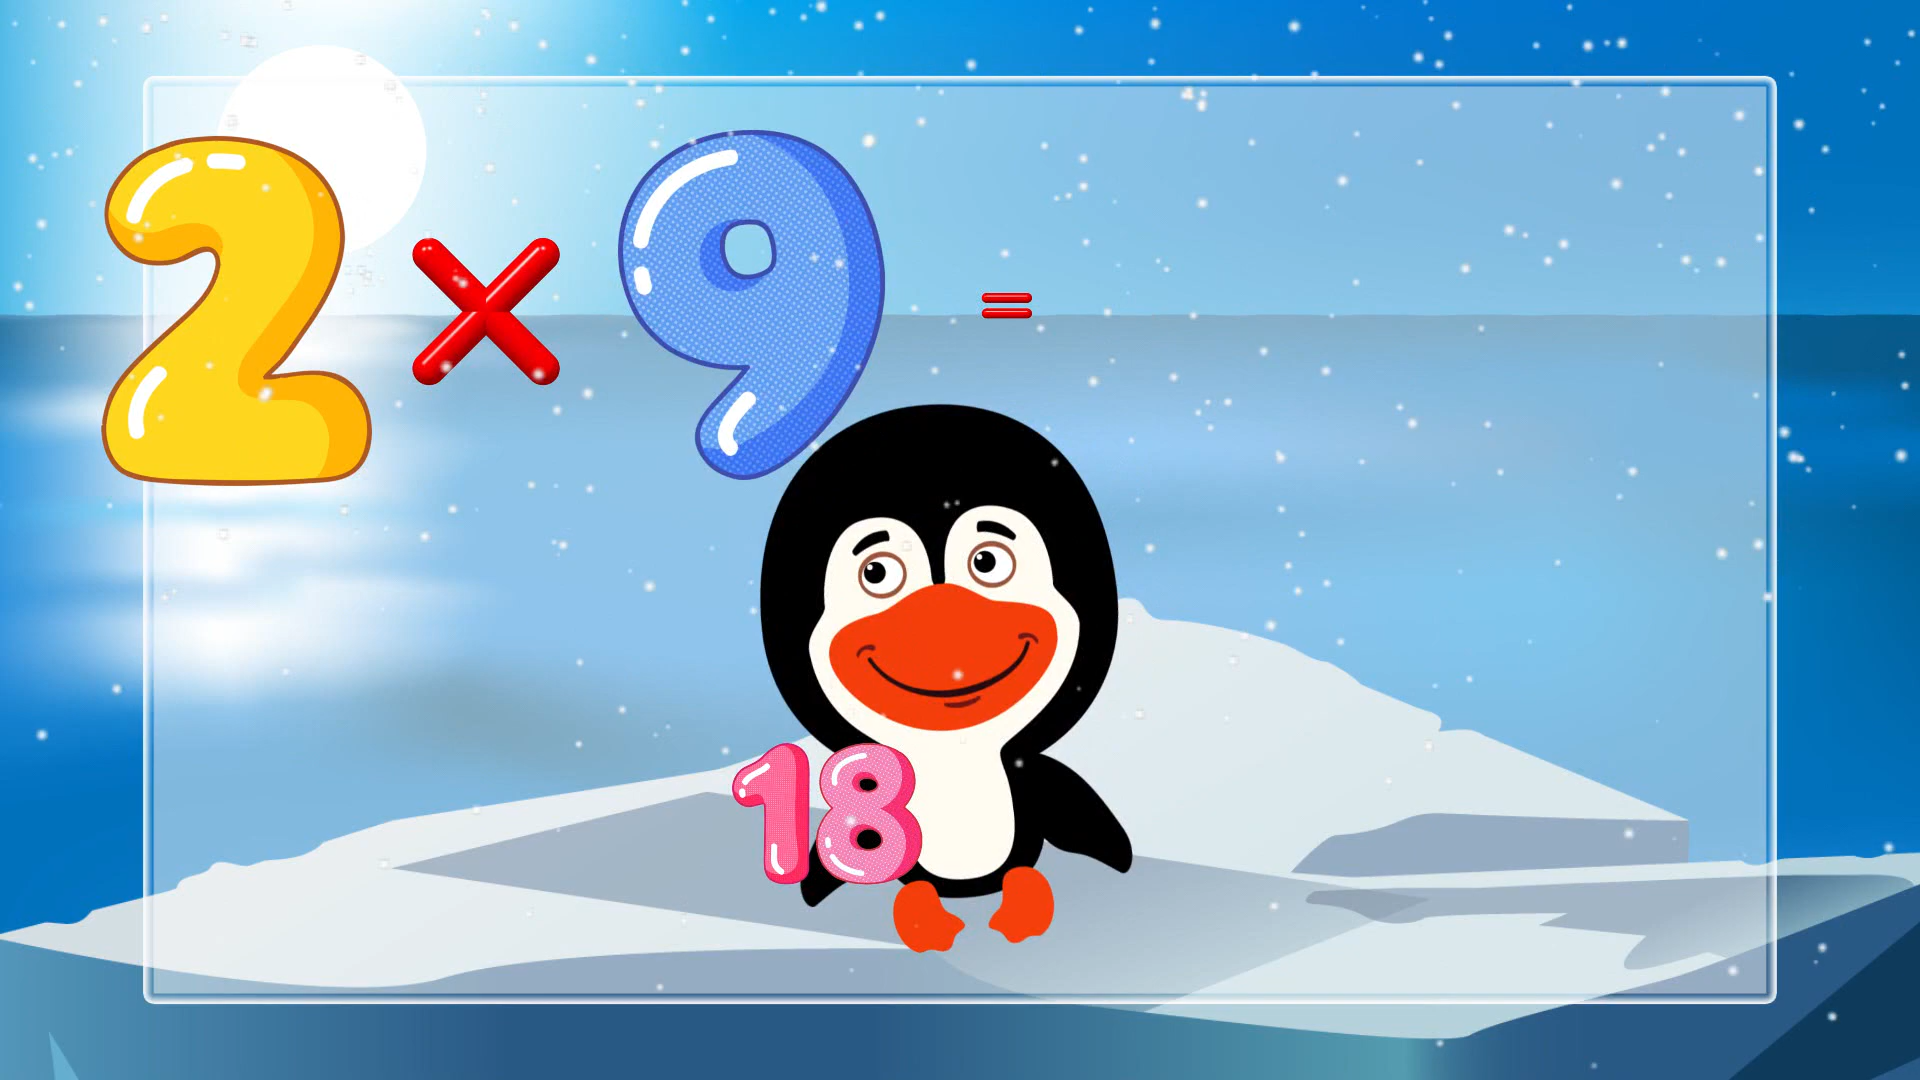 2 × 9 =
18